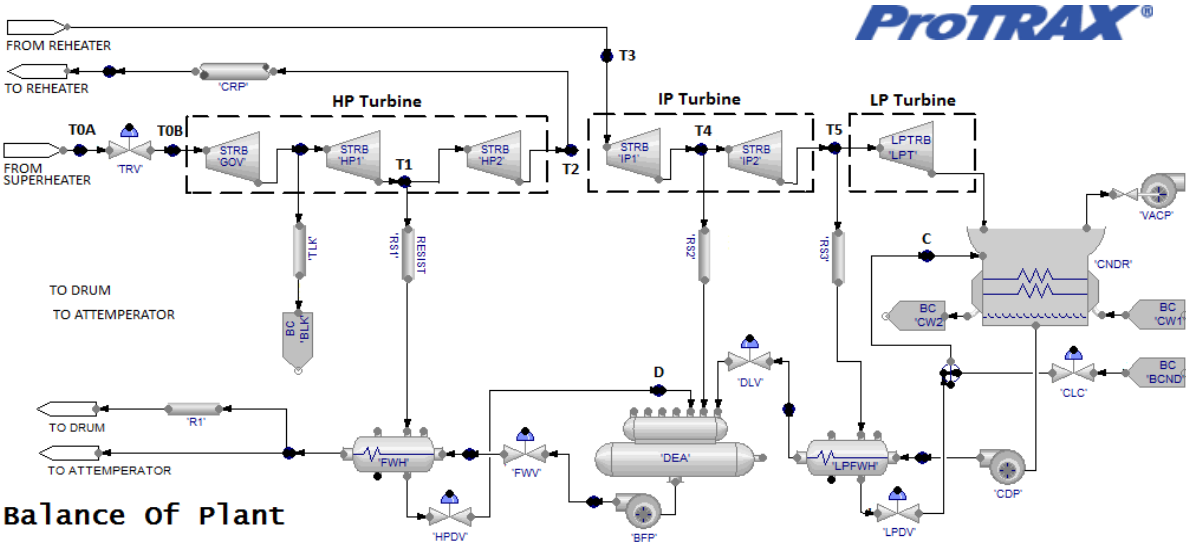 ProTRAX®
FROM REHEATER
T3
TO REHEATER
'CRP'
HP Turbine
IP Turbine
LP Turbine
T0A
T0B
T4
T5
FROM
SUPERHEATER
'TRV'
STRB
'GOV'
STRB
'HP1'
T1
STRB
'HP2'
T2
STRB
'IP1'
STRB
'IP2'
LPTRB
'LPT'
'VACP'
'TLK'
RESIST
'RS1'
'RS2'
'RS3'
C
'CNDR'
TO DRUM
TO ATTEMPERATOR
BC
'BLK'
BC
'CW2'
BC
'CW1'
D
'DLV'
'CLC'
BC
'BCND'
TO DRUM
'R1'
TO ATTEMPERATOR
'FWH'
'FWV'
'DEA'
'LPFWH'
'CDP'
Balance Of Plant
'HPDV'
'BFP'
'LPDV'